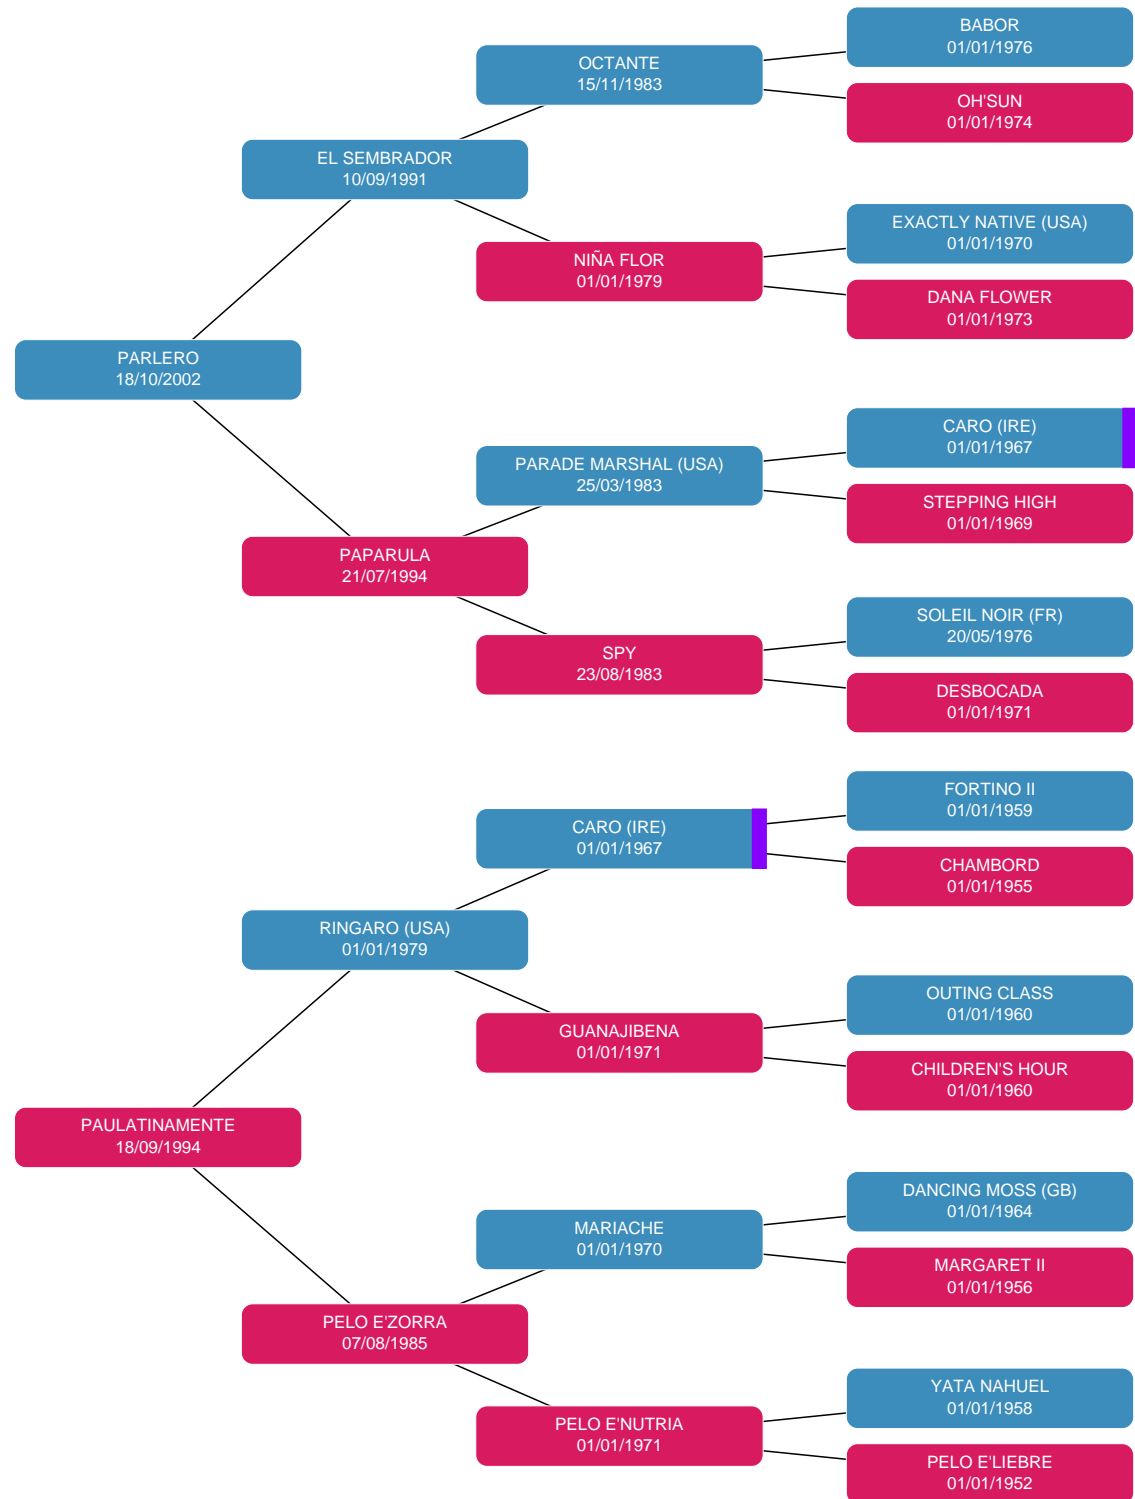 BABOR
01/01/1976
OCTANTE
15/11/1983
OH'SUN
01/01/1974
EL SEMBRADOR
10/09/1991
EXACTLY NATIVE (USA)
01/01/1970
NIÑA FLOR
01/01/1979
DANA FLOWER
01/01/1973
PARLERO
18/10/2002
CARO (IRE)
01/01/1967
PARADE MARSHAL (USA)
25/03/1983
STEPPING HIGH
01/01/1969
PAPARULA
21/07/1994
SOLEIL NOIR (FR)
20/05/1976
SPY
23/08/1983
DESBOCADA
01/01/1971
FORTINO II
01/01/1959
CARO (IRE)
01/01/1967
CHAMBORD
01/01/1955
RINGARO (USA)
01/01/1979
OUTING CLASS
01/01/1960
GUANAJIBENA
01/01/1971
CHILDREN'S HOUR
01/01/1960
PAULATINAMENTE
18/09/1994
DANCING MOSS (GB)
01/01/1964
MARIACHE
01/01/1970
MARGARET II
01/01/1956
PELO E'ZORRA
07/08/1985
YATA NAHUEL
01/01/1958
PELO E'NUTRIA
01/01/1971
PELO E'LIEBRE
01/01/1952